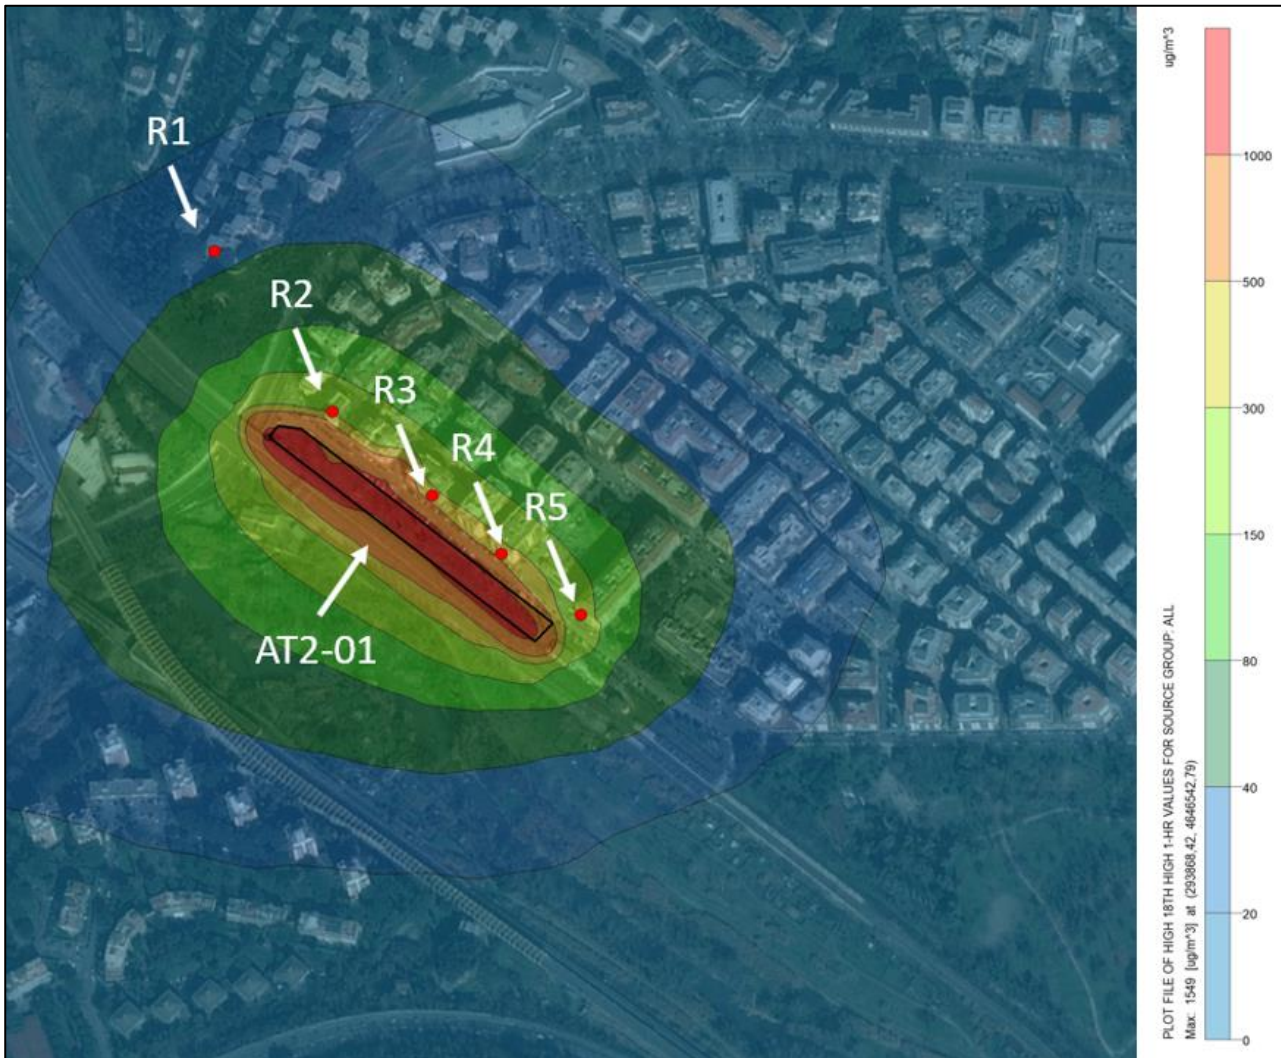 R1
R2
R3
R4
R5
AT2-01
ug/m^3
1000
500
300
150
80
40
20
0
PLOT FILE OF HIGH 18TH HIGH 1-HR VALUES FOR SOURCE GROUP: ALL
Max: 1549 [ug/m^3] at (293868,42, 4646542,79)